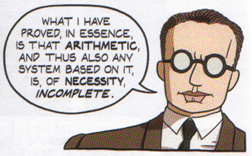 WHAT I HAVE
PROVED, IN ESSENCE,
IS THAT ARITHMETIC,
AND THUS ALSO ANY
SYSTEM BASED ON IT,
IS, OF NECESSITY,
INCOMPLETE.